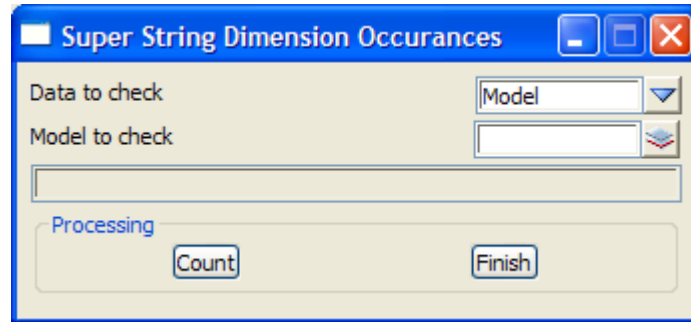 Super String Dimension Occurances
Data to check Model
Model to check
Processing
Count Finish